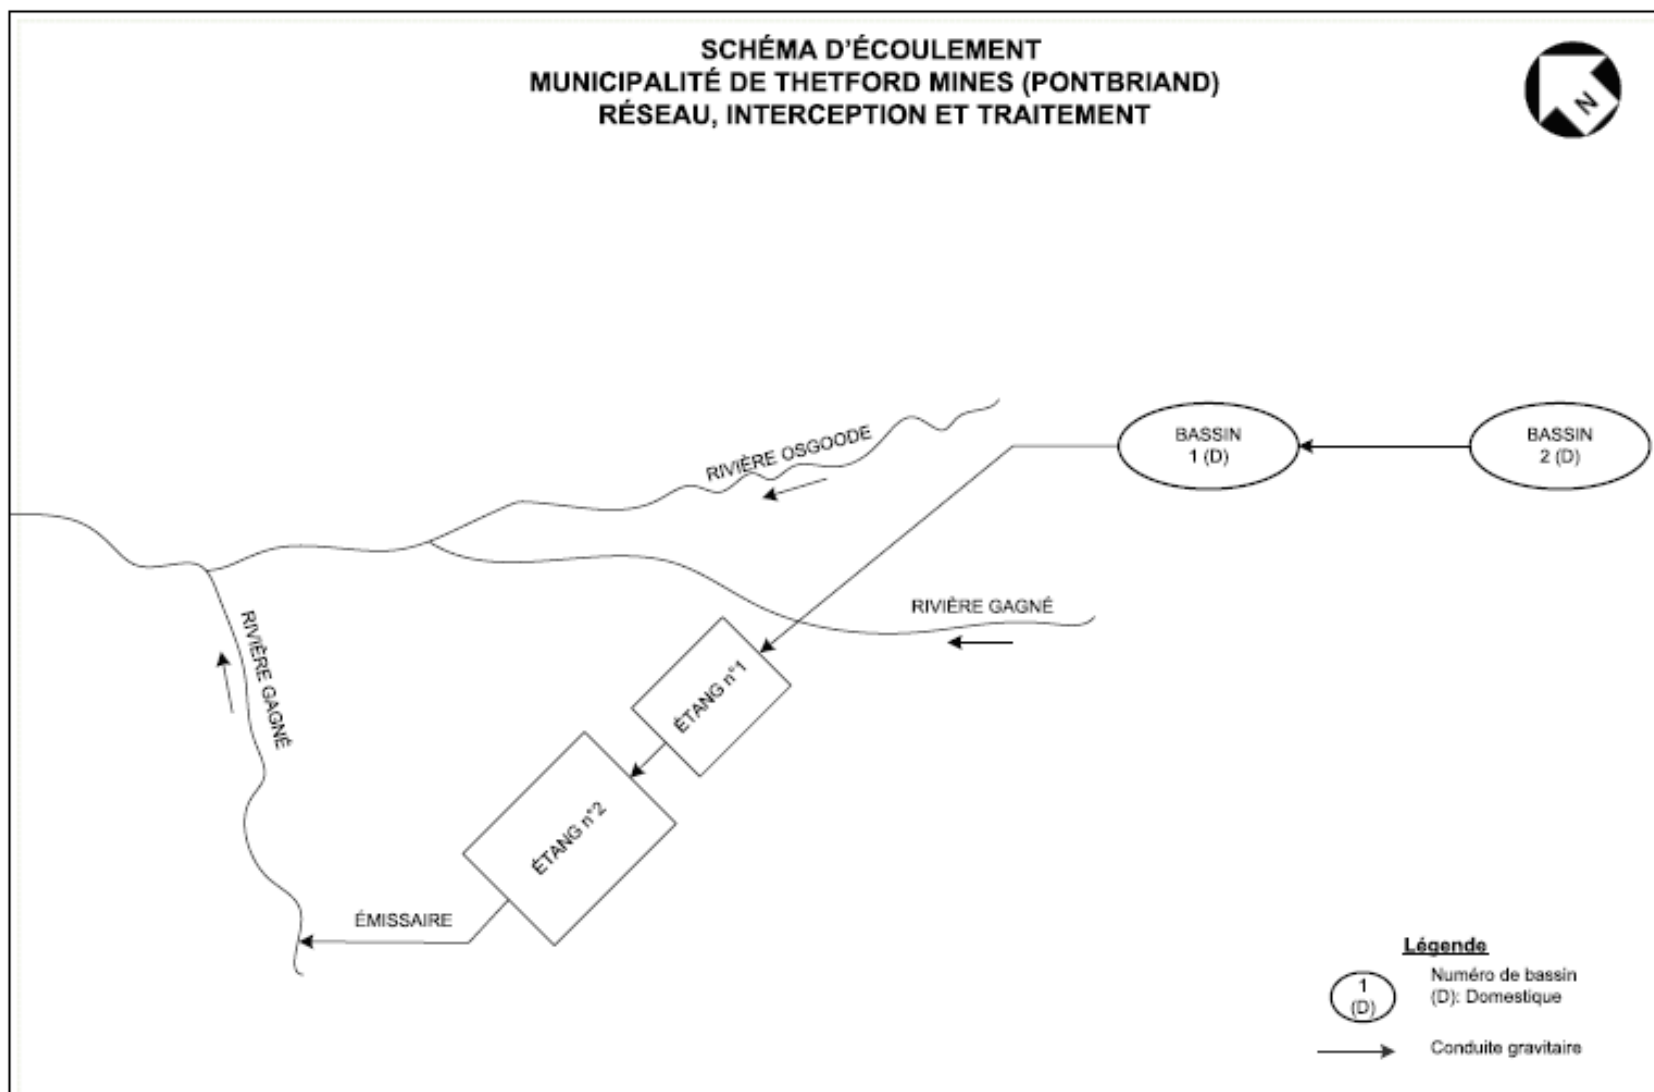 SCHÉMA D'ÉCOULEMENT
MUNICIPALITÉ DE THETFORD MINES (PONTBRIAND)
RÉSEAU, INTERCEPTION ET TRAITEMENT
N
RIVIÈRE OSGOODE
BASSIN
1 (D)
BASSIN
2 (D)
RIVIÈRE GAGNÉ
RIVIÈRE GAGNÉ
ÉTANG n°1
ÉTANG n°2
ÉMISSAIRE
Légende
1
(D)
Numéro de bassin
(D): Domestique
Conduite gravitaire